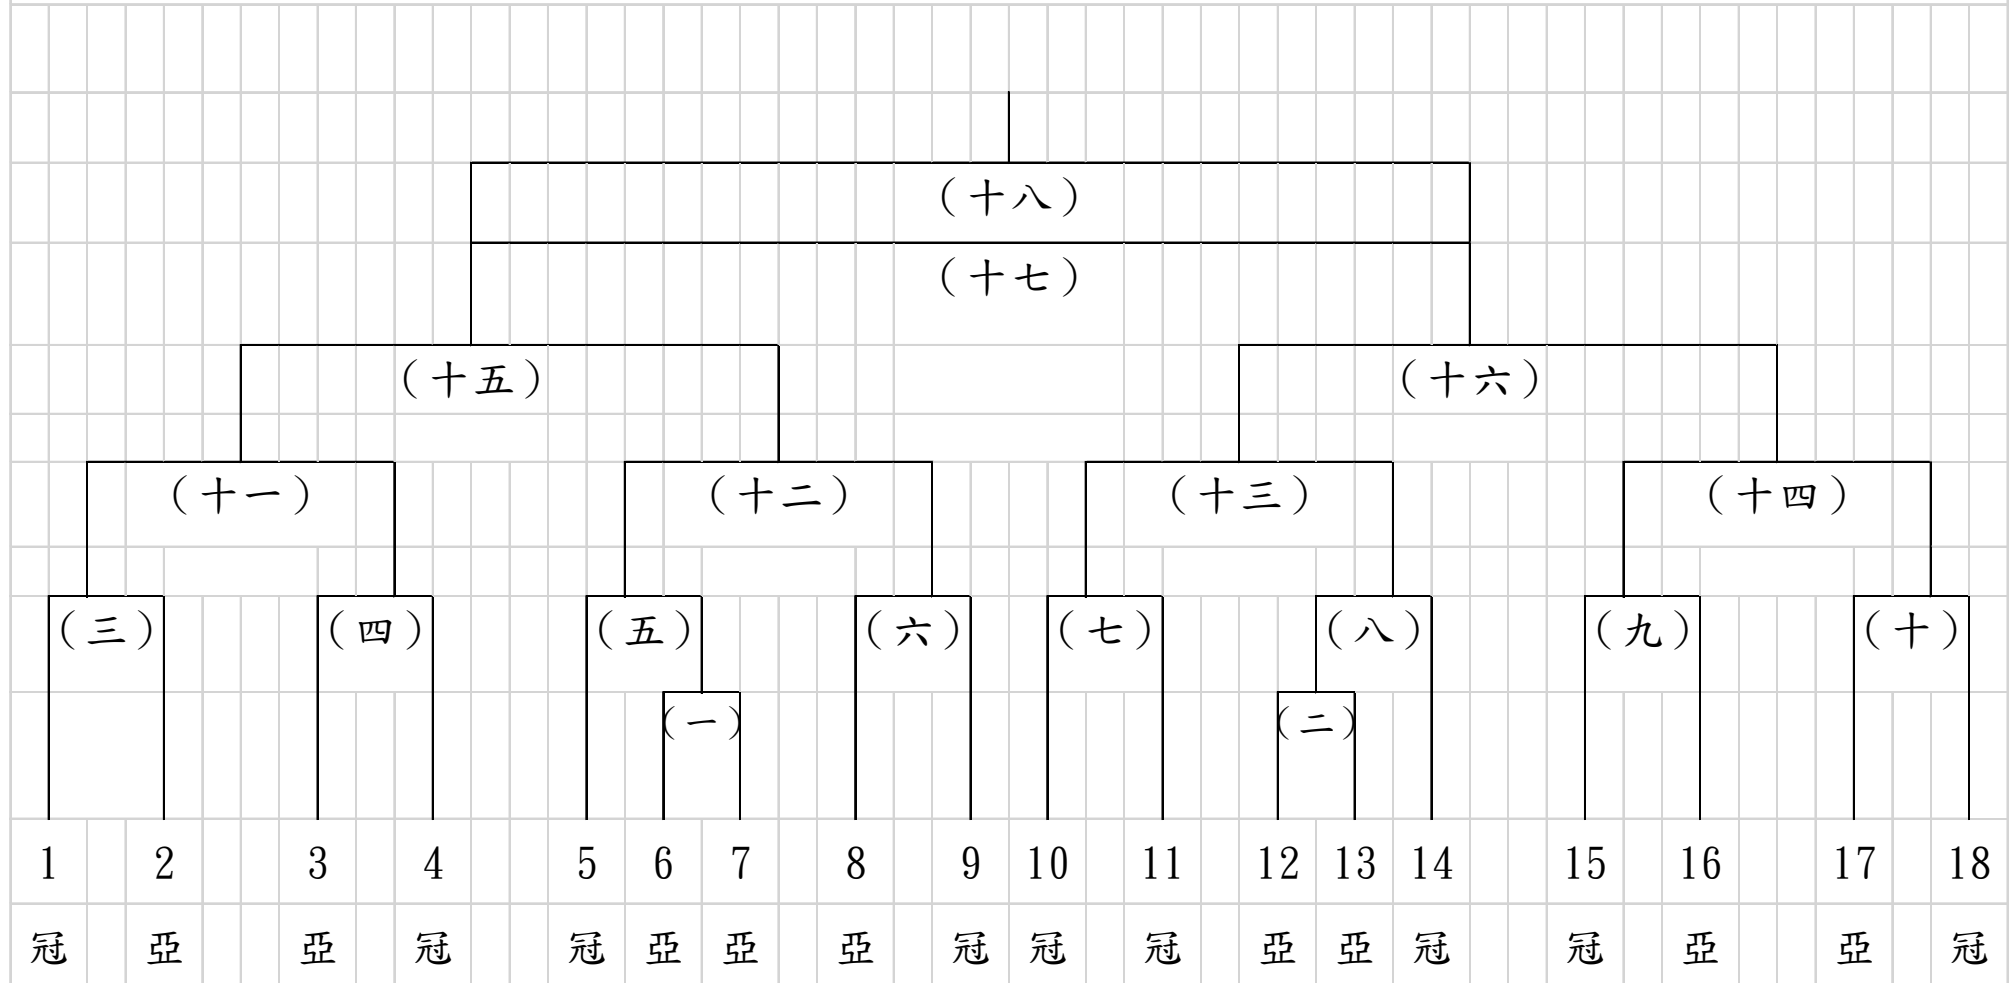 （十八）
（十七）
（十五） （十六）
（十一） （十二） （十三） （十四）
（三） （四） （五） （六） （七） （八） （九） （十）
（一） （二）
1 2 3 4 5 6 7 8 9 10 11 12 13 14 15 16 17 18
冠 亞 亞 冠 冠 亞 亞 亞 冠 冠 冠 亞 亞 冠 冠 亞 亞 冠